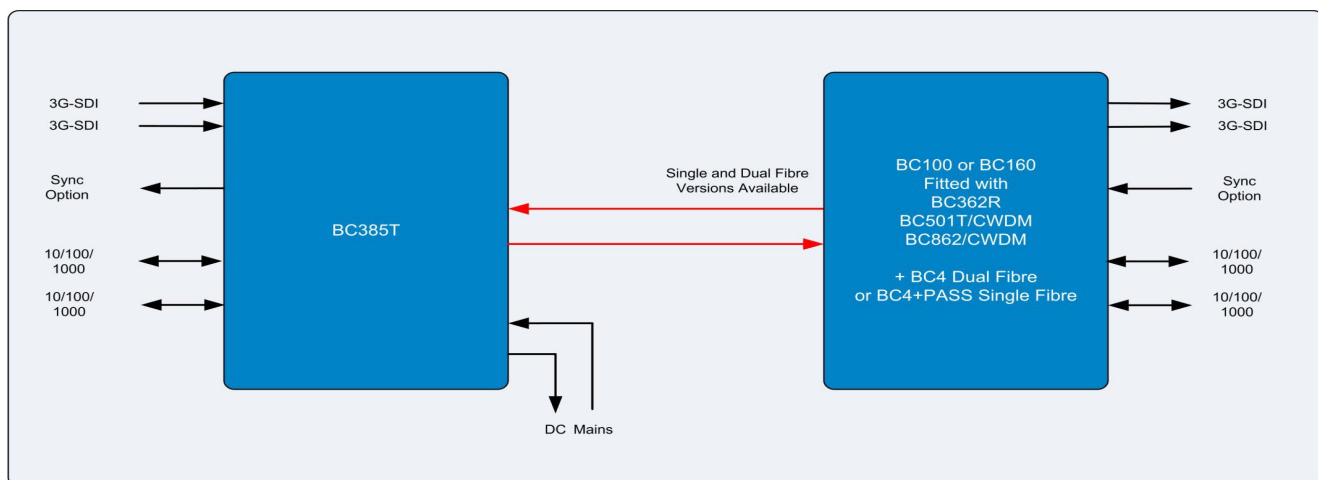 3G-SDI
3G-SDI
Sync
Option
10/100/
1000
10/100/
1000
BC385T
DC Mains
Single and Dual Fibre
Versions Available
BC100 or BC160
Fitted with
BC362R
BC501T/CWDM
BC862/CWDM
+ BC4 Dual Fibre
or BC4+PASS Single Fibre
3G-SDI
3G-SDI
Sync
Option
10/100/
1000
10/100/
1000